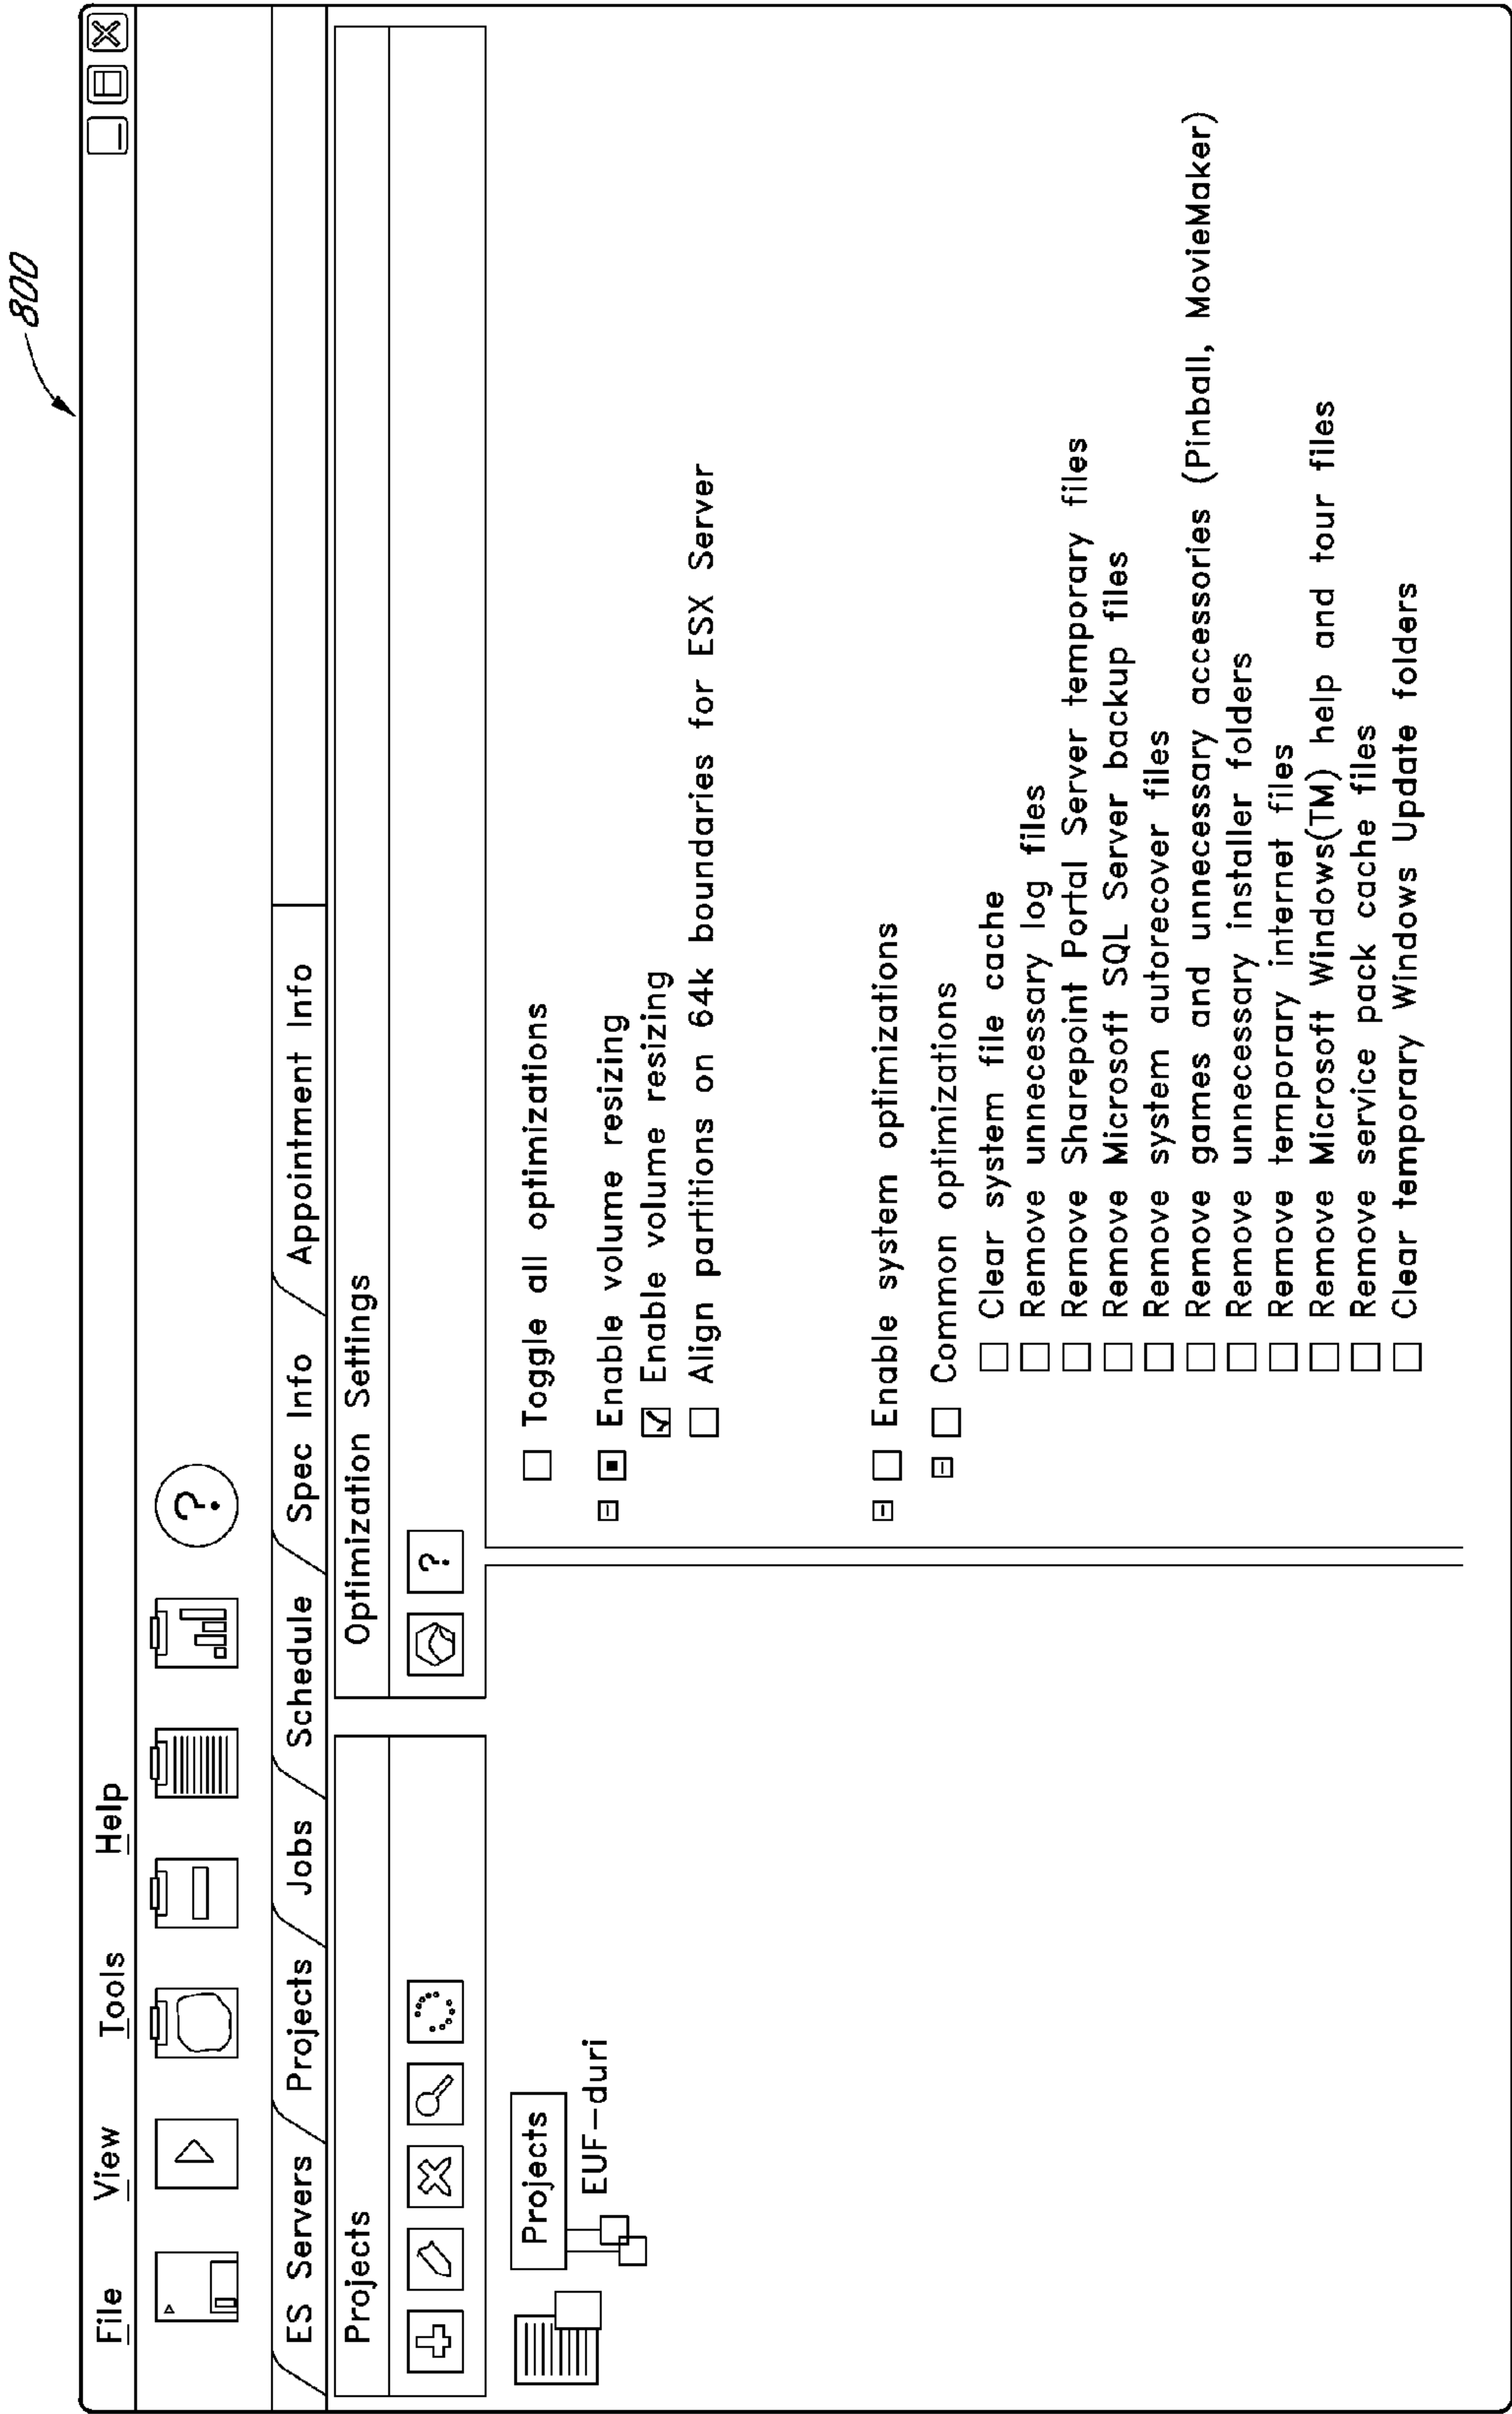 800
File View Tools Help
?
ES Servers Projects Jobs Schedule Spec Info Appointment Info
Projects
Optimization Settings
?
Projects
EUF-duri
Toggle all optimizations
Enable volume resizing
Enable volume resizing
Align partitions on 64k boundaries for ESX Server
Enable system optimizations
Common optimizations
Clear system file cache
Remove unnecessary log files
Remove Sharepoint Portal Server temporary files
Remove Microsoft SQL Server backup files
Remove system autorecover files
Remove games and unnecessary accessories (Pinball, MovieMaker)
Remove unnecessary installer folders
Remove temporary internet files
Remove Microsoft Windows(TM) help and tour files
Remove service pack cache files
Clear temporary Windows Update folders